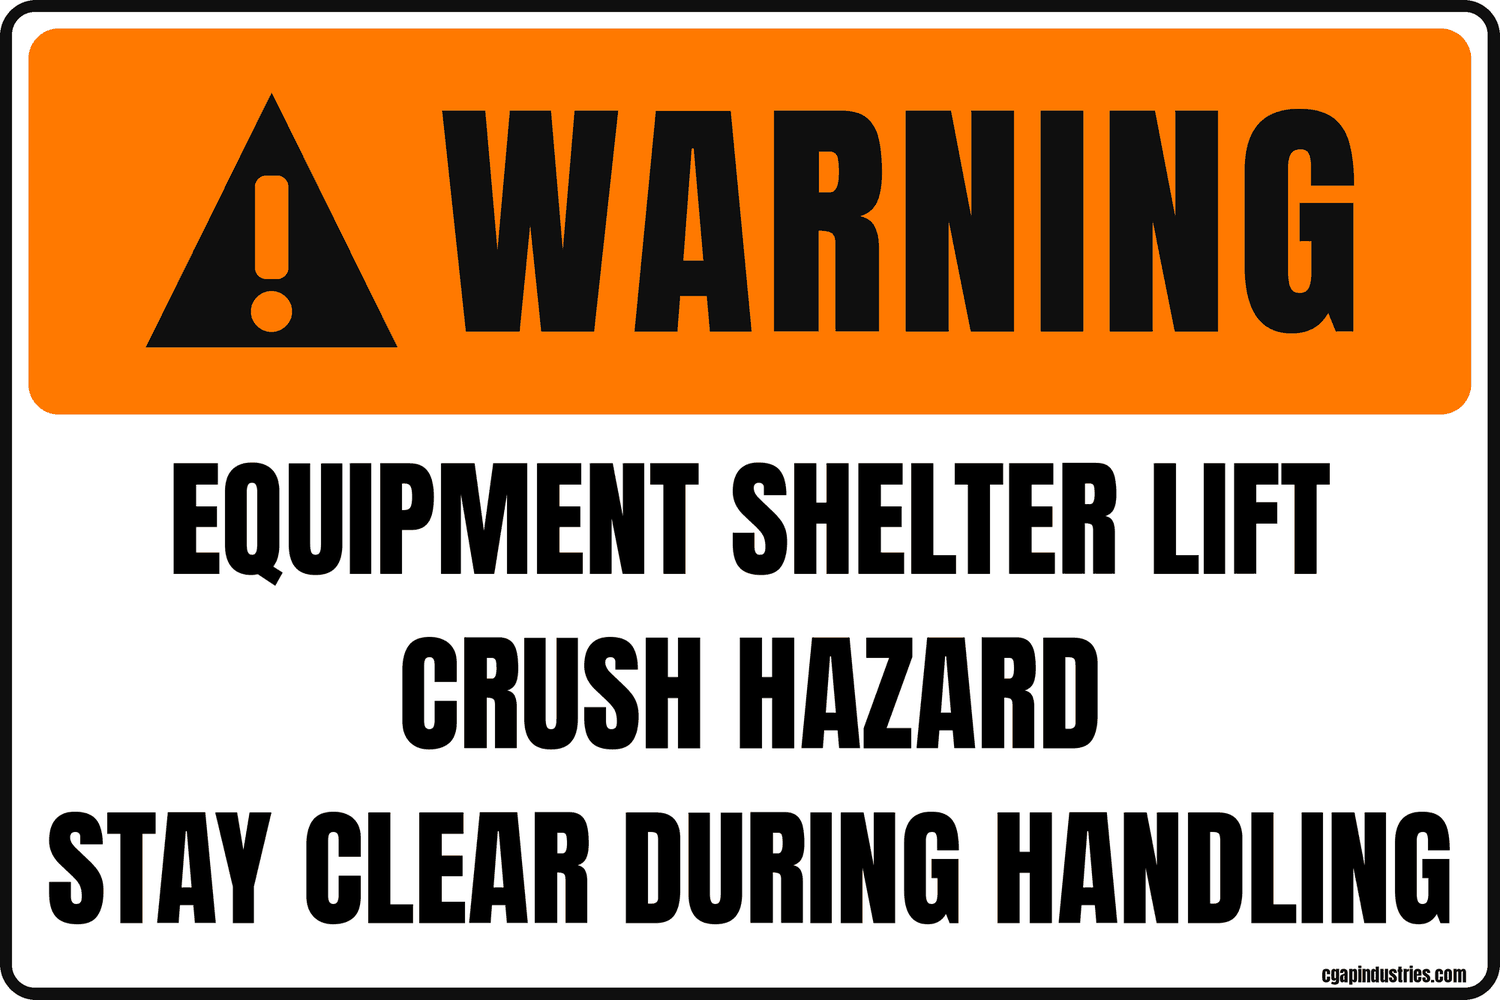 WARNING
EQUIPMENT SHELTER LIFT
CRUSH HAZARD
STAY CLEAR DURING HANDLING
cgapindustries.com